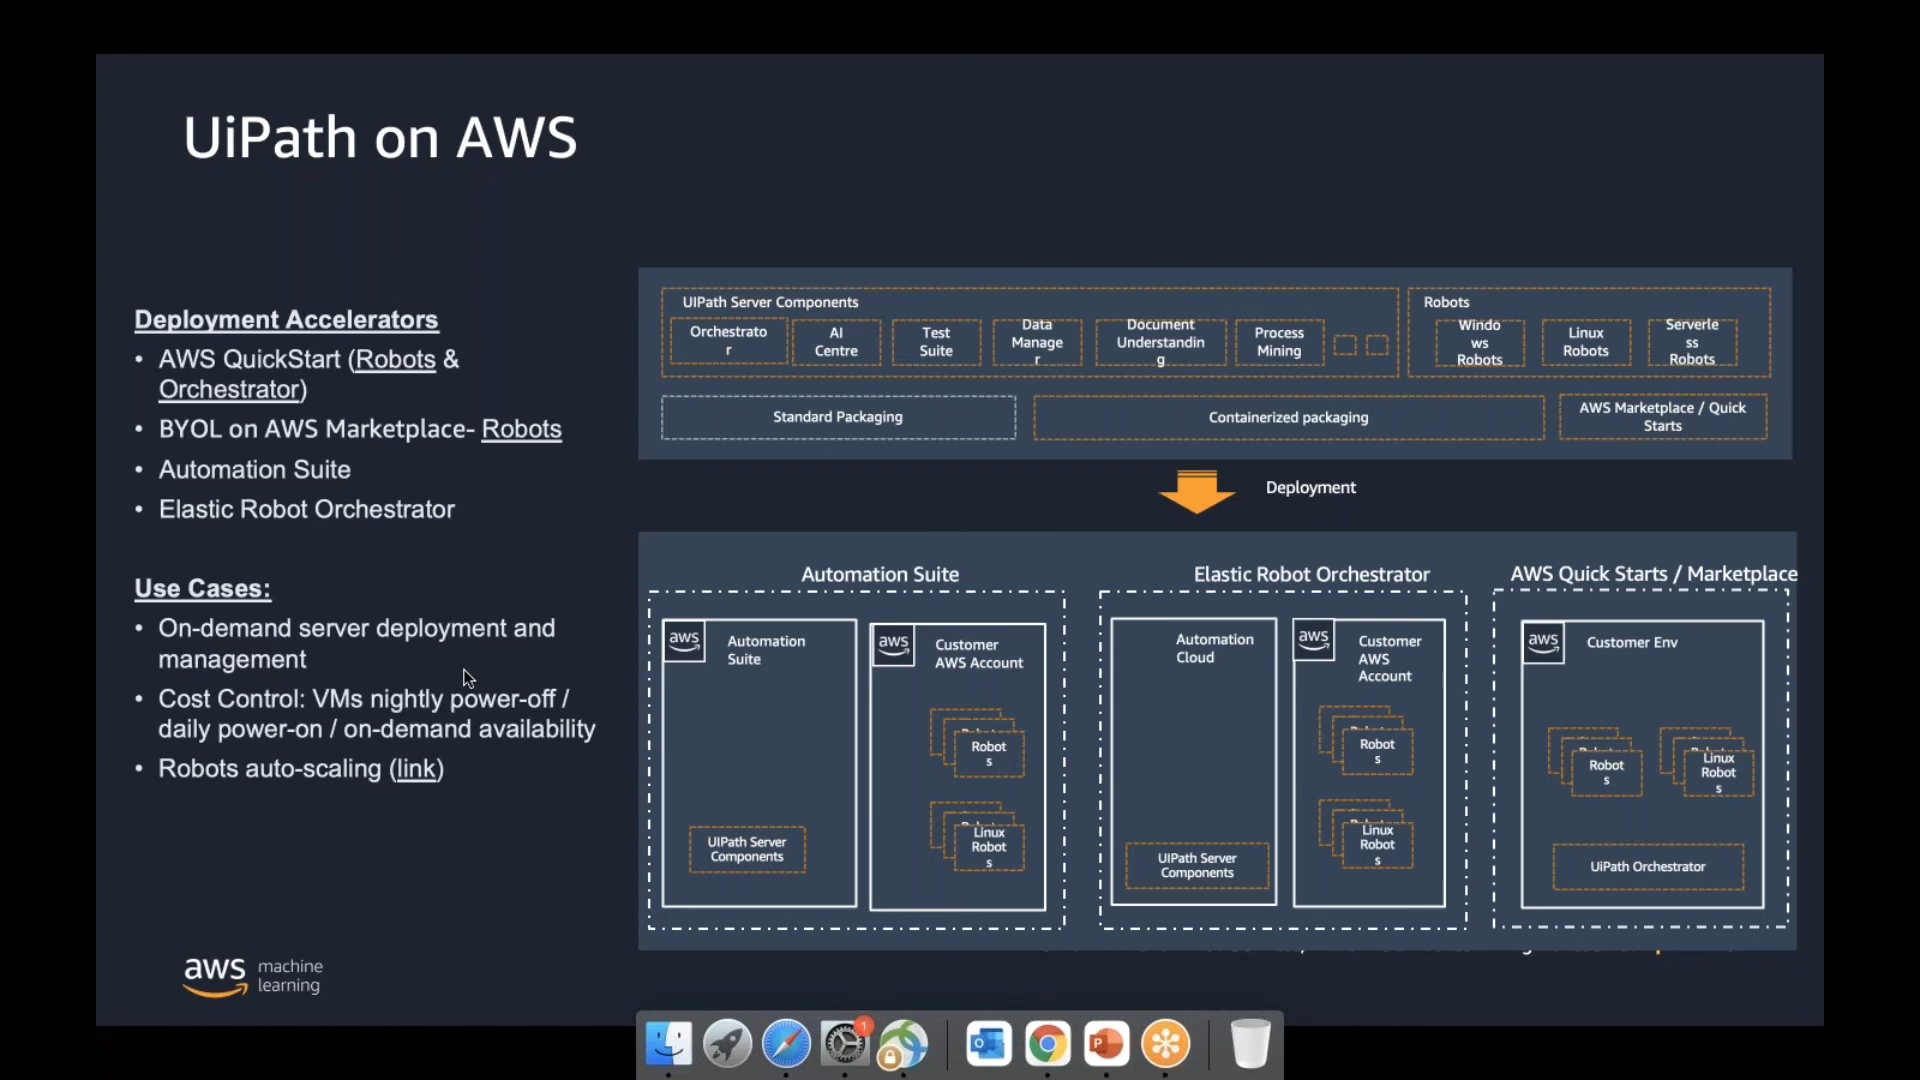 UiPath on AWS
Deployment Accelerators
• AWS QuickStart (Robots &
Orchestrator)
• BYOL on AWS Marketplace- Robots
• Automation Suite
• Elastic Robot Orchestrator
Use Cases:
• On-demand server deployment and
management
• Cost Control: VMs nightly power-off /
daily power-on / on-demand availability
• Robots auto-scaling (link)
UIPath Server Components
Orchestrato
r
AI
Centre
Test
Suite
Data
Manage
r
Document
Understandin
g
Process
Mining
Robots
Windo
ws
Robots
Linux
Robots
Serverle
ss
Robots
Standard Packaging
Containerized packaging
AWS Marketplace / Quick
Starts
Deployment
Automation Suite
aws
Automation
Suite
UIPath Server
Components
aws
Customer
AWS Account
Robot
s
Linux
Robot
s
Elastic Robot Orchestrator
Automation
Cloud
UIPath Server
Components
aws
Customer
AWS
Account
Robot
s
Linux
Robot
s
AWS Quick Starts / Marketplace
aws
Customer Env
Robot
s
Linux
Robot
s
UiPath Orchestrator
aws machine
learning
1